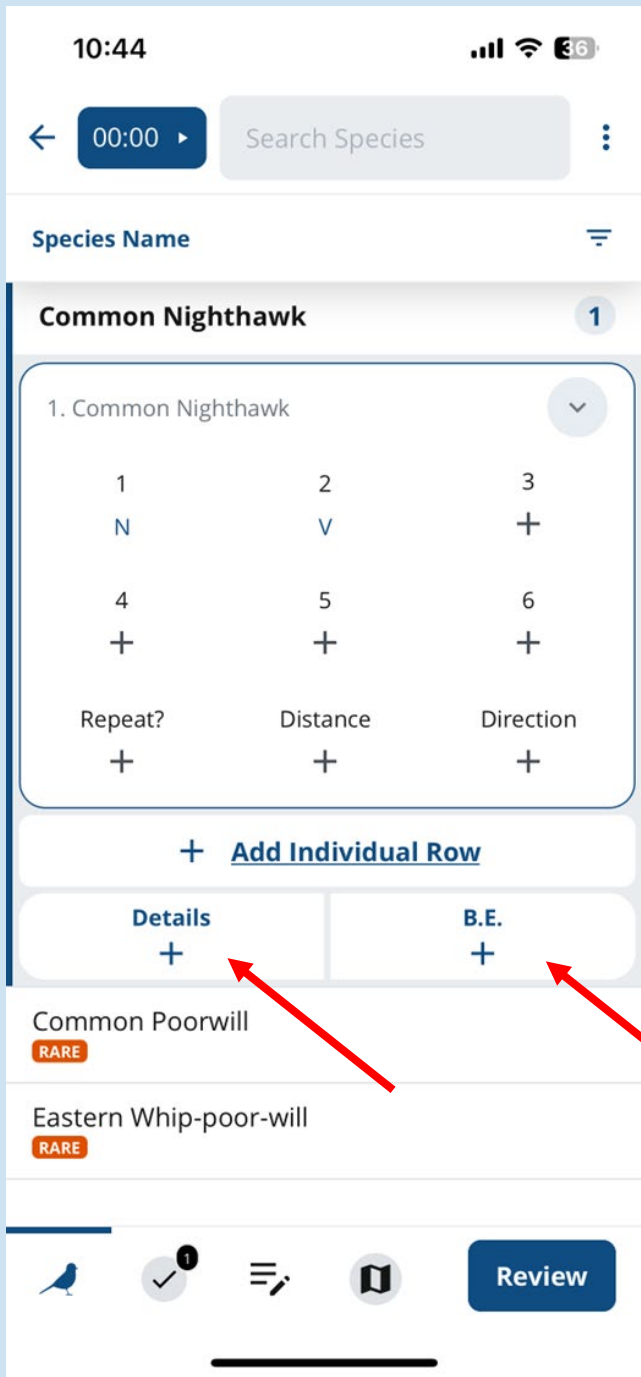 10:44 36
00:00 Search Species
Species Name
Common Nighthawk 1
1. Common Nighthawk
1 2 3
N V +
4 5 6
+ + +
Repeat? Distance Direction
+ + +
+ Add Individual Row
Details B.E.
+ +
Common Poorwill
RARE
Eastern Whip-poor-will
RARE
1
Review